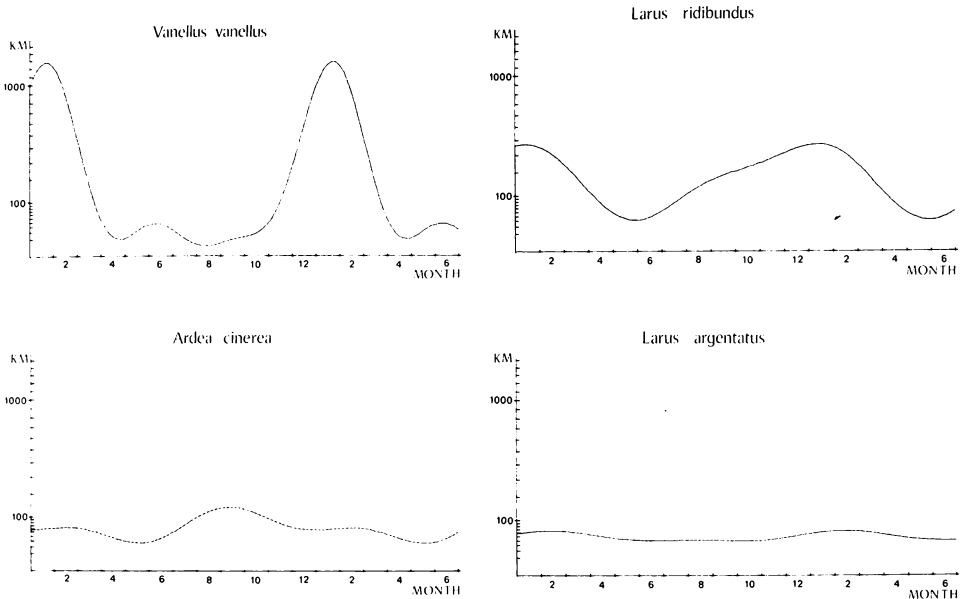 Vanellus vanellus
KM
1000
100
2 4 6 8 10 12 2 4 6
MONTH
Larus ridibundus
KM
1000
100
2 4 6 8 10 12 2 4 6
MONTH
Ardea cinerea
KM
1000
100
2 4 6 8 10 12 2 4 6
MONTH
Larus argentatus
KM
1000
100
2 4 6 8 10 12 2 4 6
MONTH